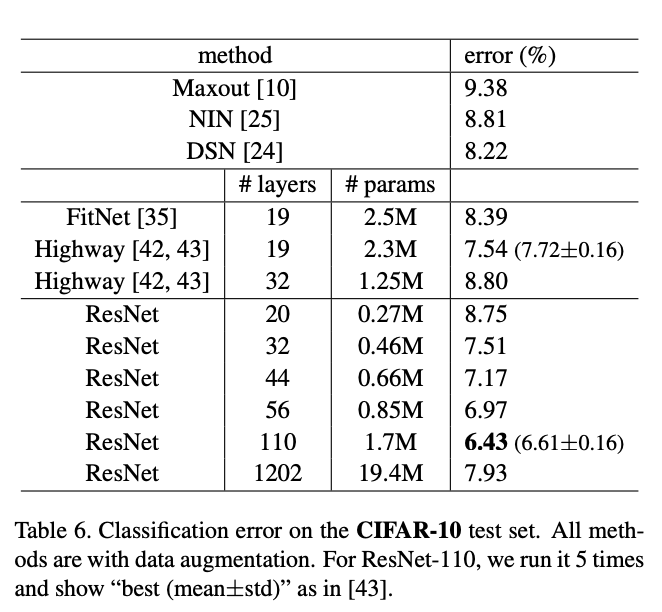 method error (%)
Maxout [10] 9.38
NIN [25] 8.81
DSN [24] 8.22
# layers # params
FitNet [35] 19 2.5M 8.39
Highway [42, 43] 19 2.3M 7.54 (7.72±0.16)
Highway [42, 43] 32 1.25M 8.80
ResNet 20 0.27M 8.75
ResNet 32 0.46M 7.51
ResNet 44 0.66M 7.17
ResNet 56 0.85M 6.97
ResNet 110 1.7M 6.43 (6.61±0.16)
ResNet 1202 19.4M 7.93
Table 6. Classification error on the CIFAR-10 test set. All meth-
ods are with data augmentation. For ResNet-110, we run it 5 times
and show “best (mean±std)” as in [43].